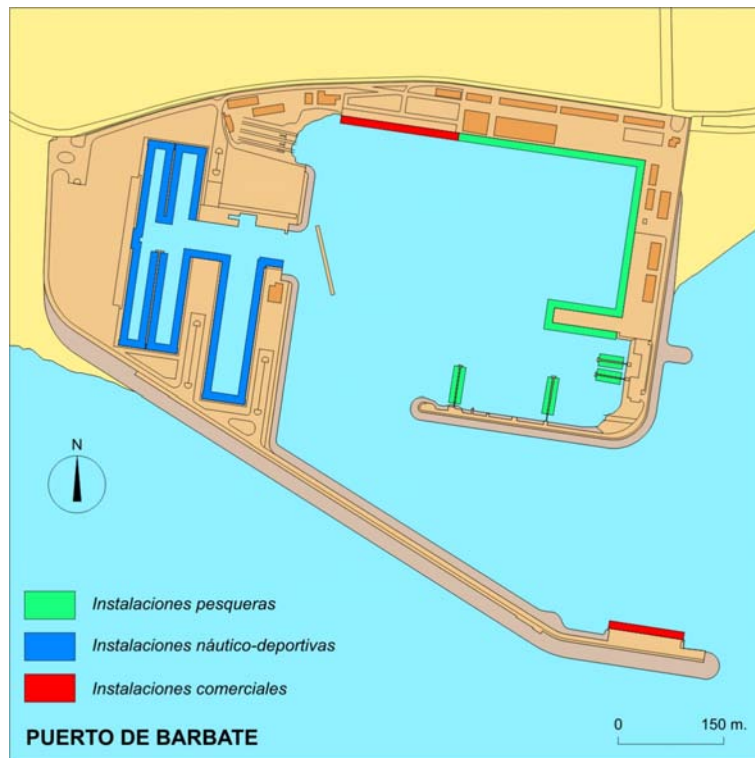 N
Instalaciones pesqueras
Instalaciones náutico-deportivas
Instalaciones comerciales
PUERTO DE BARBATE
0 150 m.